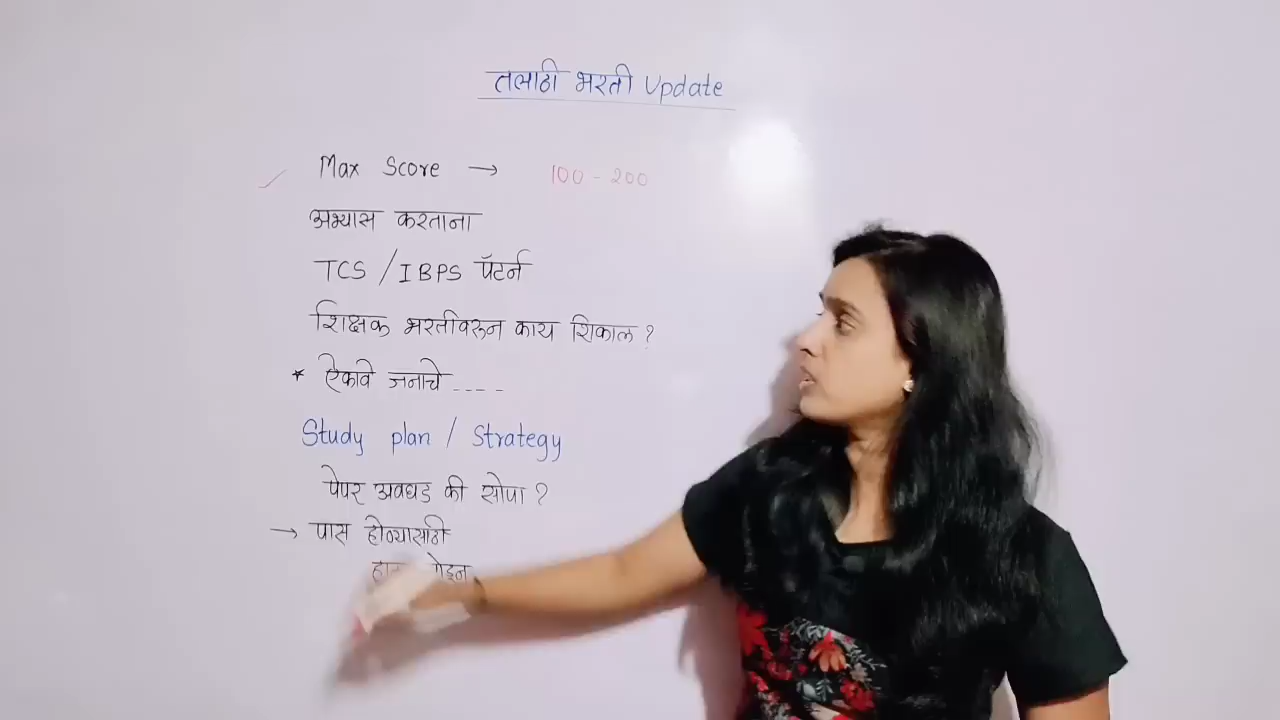 तलाठी भरती Update
Max Score → 100 - 200
अभ्यास करताना
TCS / IBPS पॅटर्न
शिक्षक भरतीवरून काय शिकाल ?
* ऐकावे जनाचे ----
Study plan / Strategy
पेपर अवघड की सोपा ?
→ पास होण्यासाठी